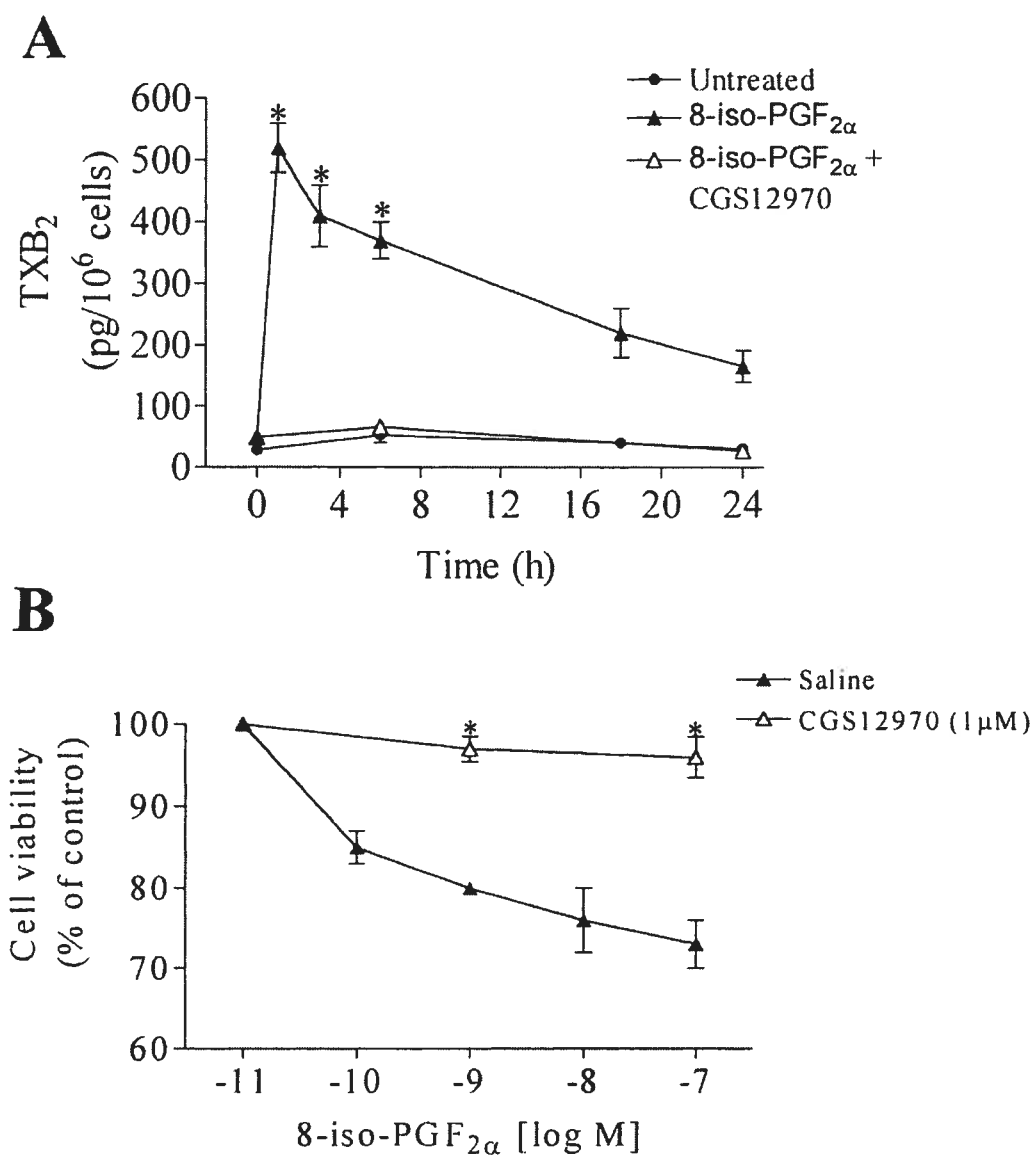 A
Untreated
8-iso-PGF2α
8-iso-PGF2α +
CGS12970
TXB2
(pg/10^6 cells)
600
500
400
300
200
100
0
* * *
0 4 8 12 16 20 24
Time (h)
B
Saline
CGS12970 (1µM)
Cell viability
(% of control)
100
90
80
70
60
* *
-11 -10 -9 -8 -7
8-iso-PGF2α [log M]